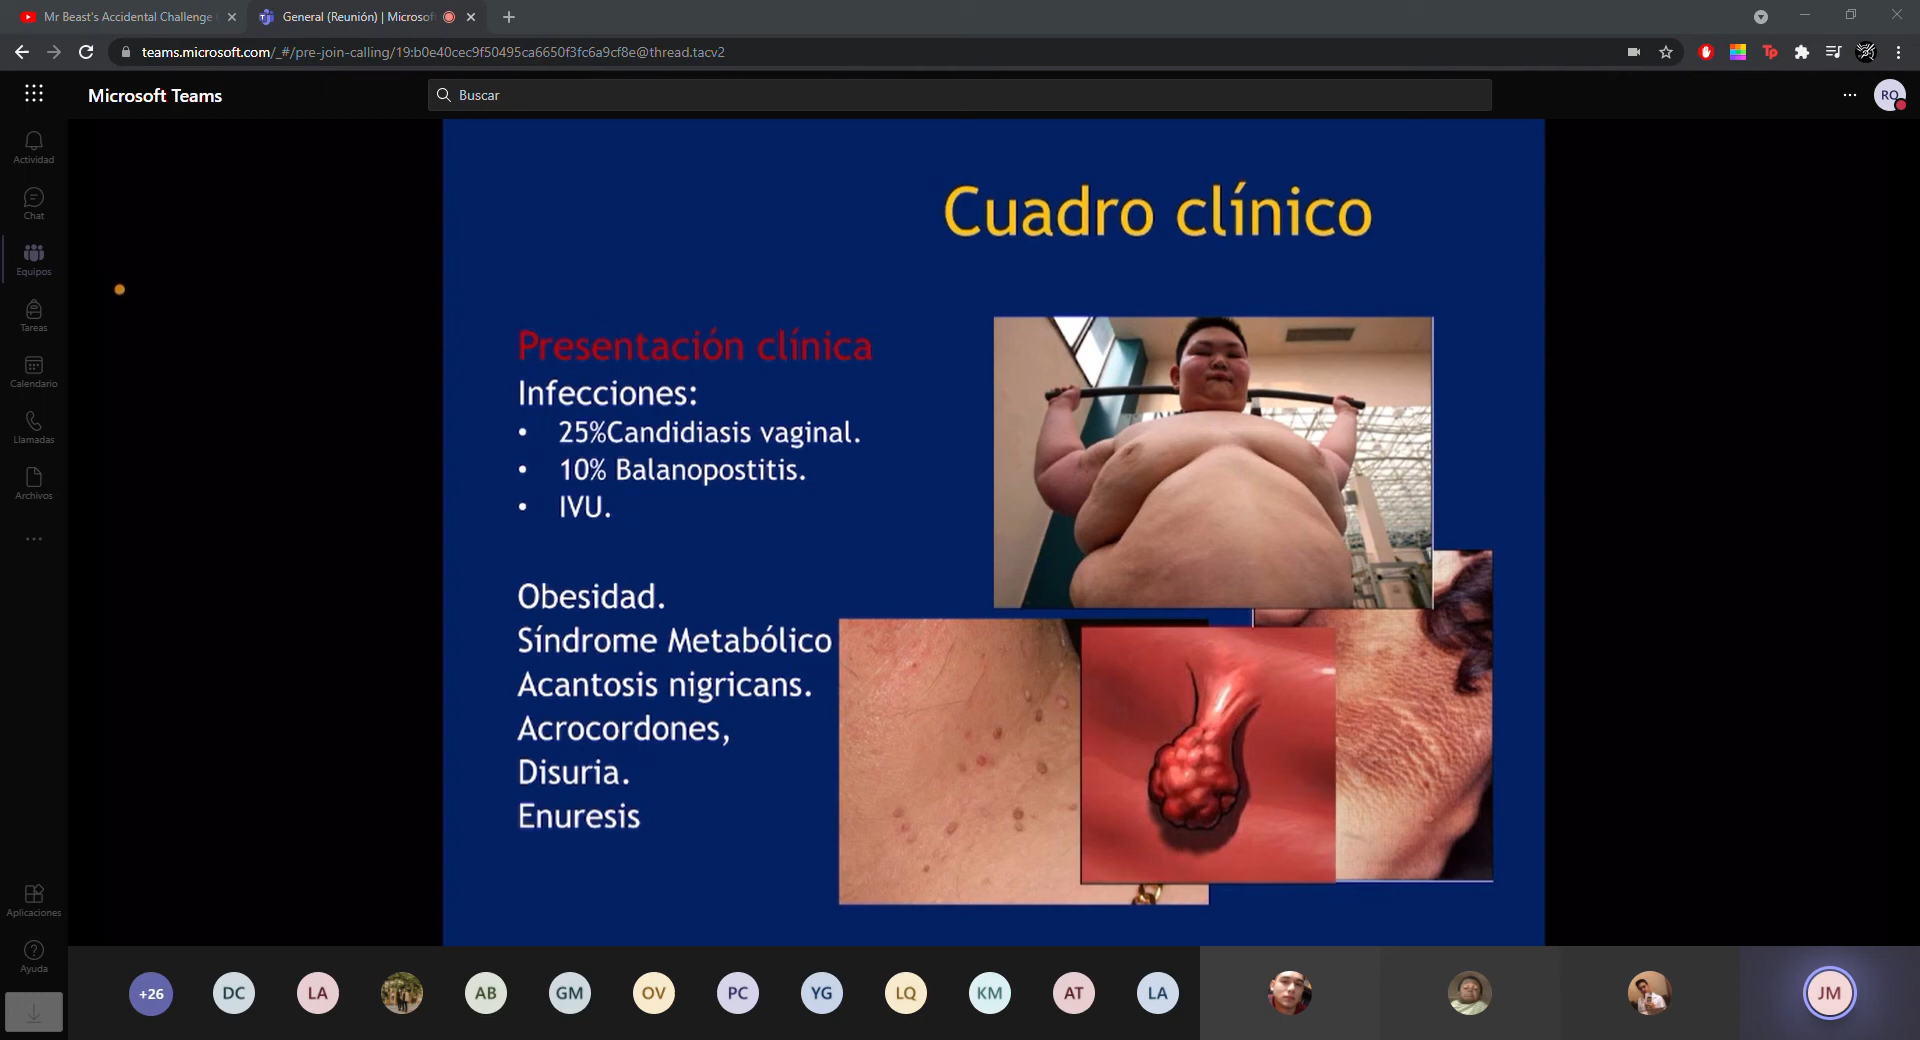 Mr Beast's Accidental Challenge
General (Reunión) | Microsof
teams.microsoft.com/_#/pre-join-calling/19:b0e40cec9f50495ca6650f3fc6a9cf8e@thread.tacv2
Tp
Microsoft Teams
Buscar
RO
Actividad
Chat
Equipos
Tareas
Calendario
Llamadas
Archivos
Aplicaciones
Ayuda
Cuadro clínico
Presentación clínica
Infecciones:
• 25%Candidiasis vaginal.
• 10% Balanopostitis.
• IVU.
Obesidad.
Síndrome Metabólico
Acantosis nigricans.
Acrocordones,
Disuria.
Enuresis
+26
DC
LA
AB
GM
OV
PC
YG
LQ
KM
AT
LA
JM